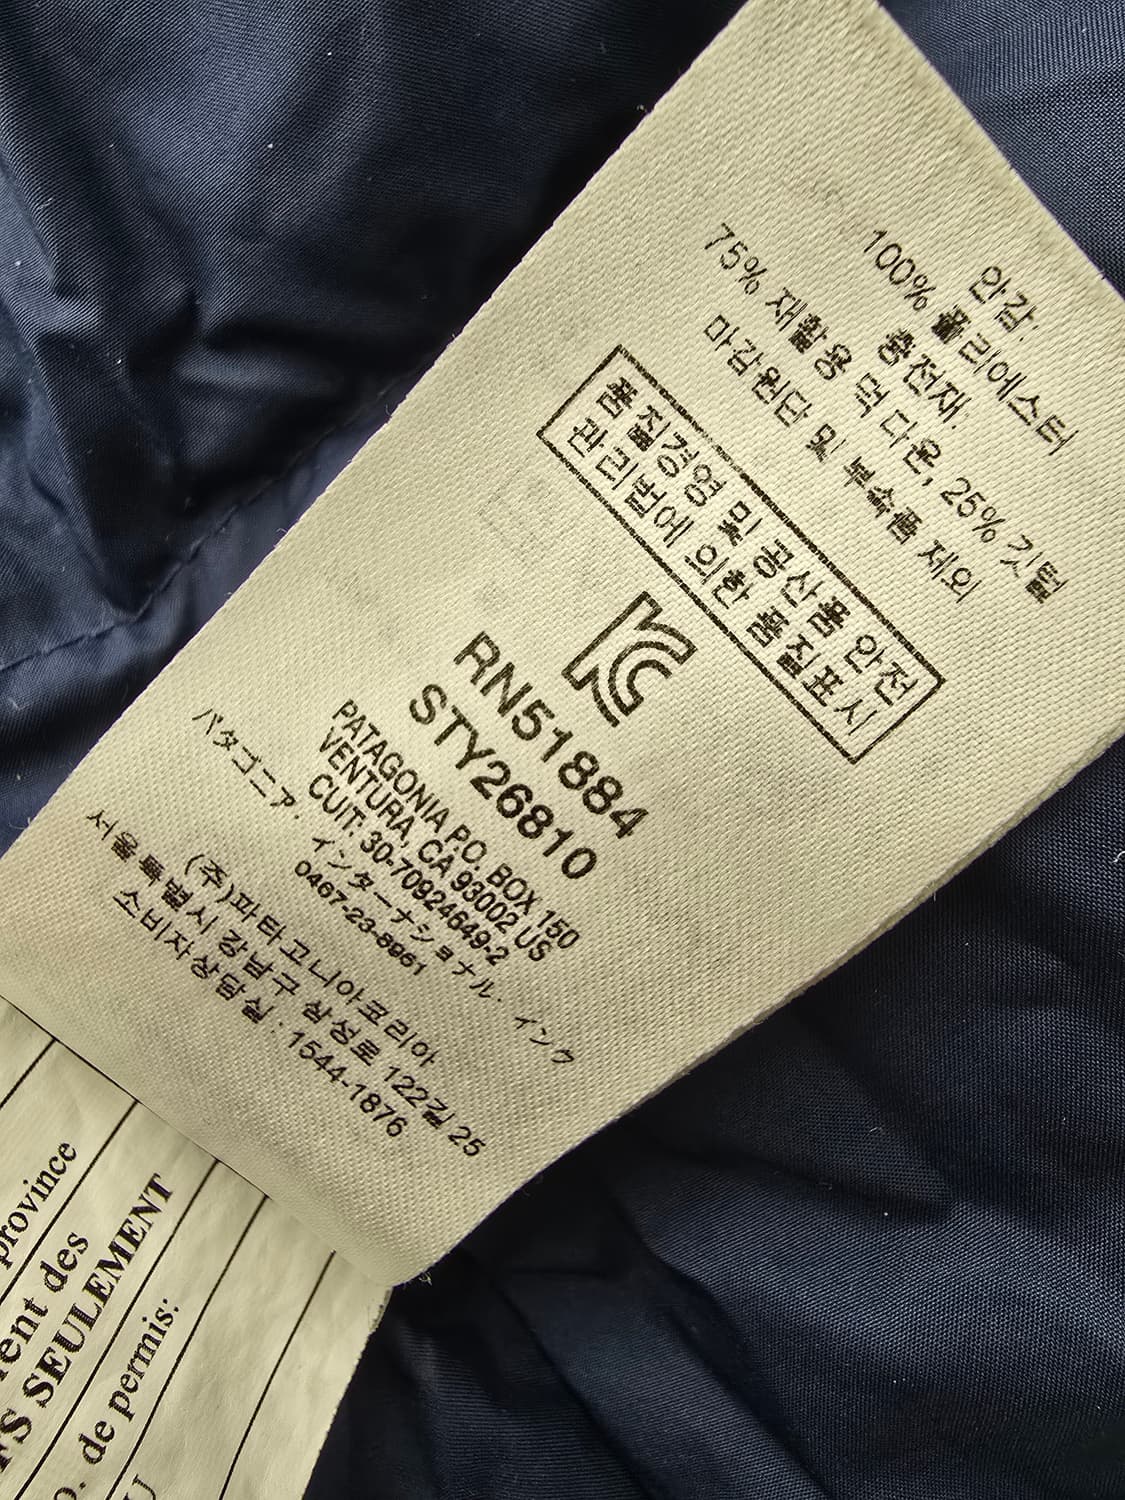 안감:
100% 폴리에스터
충전재:
75% 재활용 덕 다운, 25% 깃털
마감원단 및 부속품 제외
품질경영 및 공산품 안전
관리법에 의한 품질표시
RN51884
STY26810
PATAGONIA P.O. BOX 150
VENTURA, CA 93002 US
CUIT: 30-70924649-2
パタゴニア・インターナショナル・インク
0467-23-8961
(주)파타고니아코리아
서울특별시 강남구 삼성로 122길 25
소비자상담실 : 1544-1876
province
ent des
SEULEMENT
de permis: